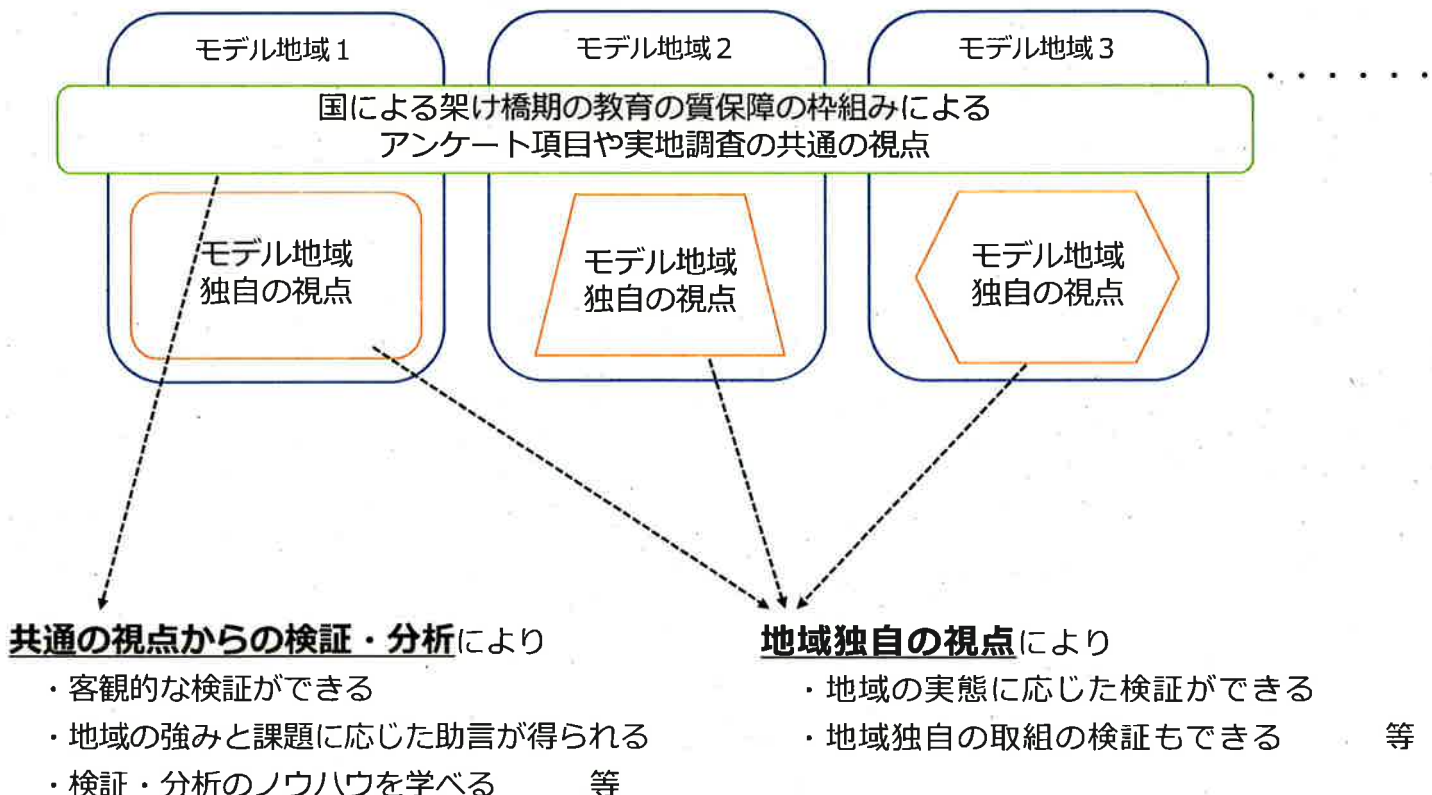 モデル地域1
モデル地域2
モデル地域3
・・・・・・
国による架け橋期の教育の質保障の枠組みによる
アンケート項目や実地調査の共通の視点
モデル地域
独自の視点
モデル地域
独自の視点
モデル地域
独自の視点
共通の視点からの検証・分析により
・客観的な検証ができる
・地域の強みと課題に応じた助言が得られる
・検証・分析のノウハウを学べる　等
地域独自の視点により
・地域の実態に応じた検証ができる
・地域独自の取組の検証もできる　等